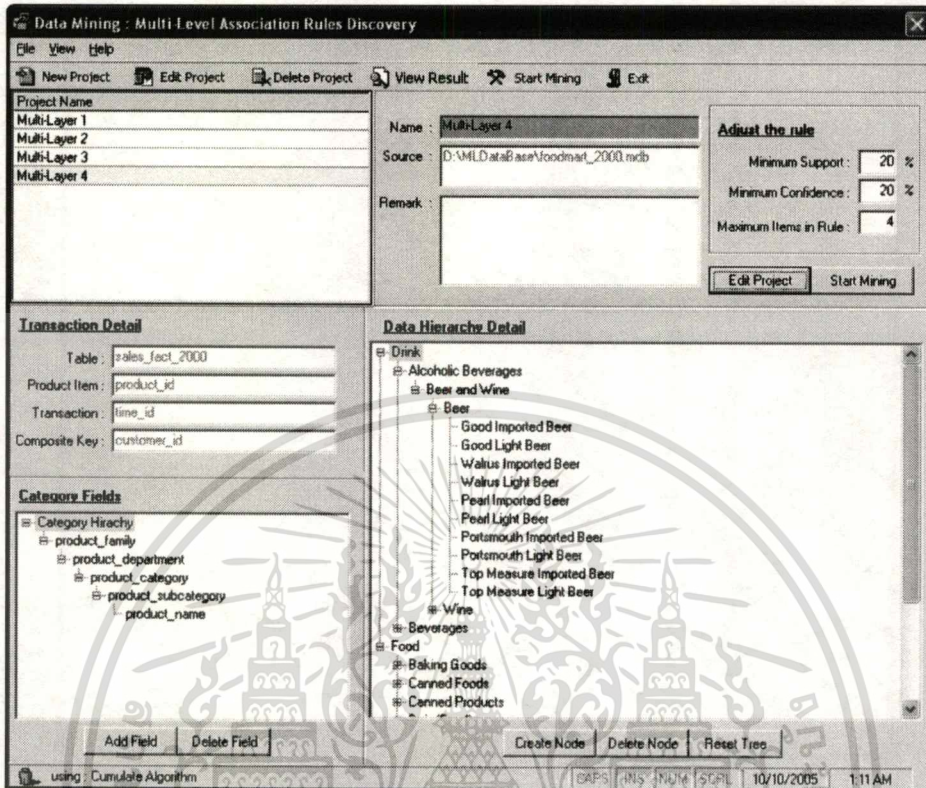 Data Mining : Multi-Level Association Rules Discovery
File View Help
New Project Edit Project Delete Project View Result Start Mining Exit
Project Name
Multi-Layer 1
Multi-Layer 2
Multi-Layer 3
Multi-Layer 4
Name : Multi-Layer 4
Source : D:\MLDataBase\foodmart_2000.mdb
Remark :
Adjust the rule
Minimum Support : 20 %
Minimum Confidence : 20 %
Maximum Items in Rule : 4
Edit Project Start Mining
Transaction Detail
Table : sales_fact_2000
Product Item : product_id
Transaction : time_id
Composite Key : customer_id
Category Fields
Category Hirachy
product_family
product_department
product_category
product_subcategory
product_name
Add Field Delete Field
Data Hierarchy Detail
Drink
Alcoholic Beverages
Beer and Wine
Beer
Good Imported Beer
Good Light Beer
Walrus Imported Beer
Walrus Light Beer
Pearl Imported Beer
Pearl Light Beer
Portsmouth Imported Beer
Portsmouth Light Beer
Top Measure Imported Beer
Top Measure Light Beer
Wine
Beverages
Food
Baking Goods
Canned Foods
Canned Products
Create Node Delete Node Reset Tree
using : Cumulate Algorithm CAPS INS NUM SCRL 10/10/2005 1:11 AM